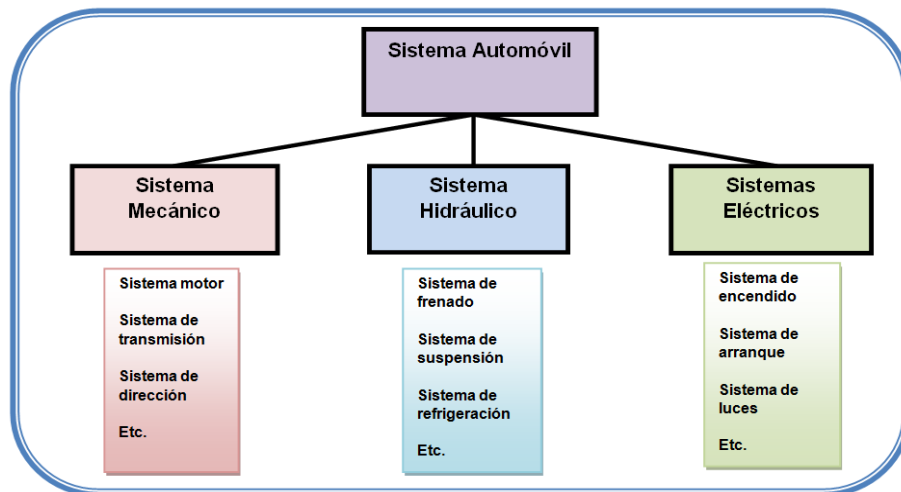 Sistema Automóvil
Sistema
Mecánico
Sistema
Hidráulico
Sistemas
Eléctricos
Sistema motor
Sistema de
transmisión
Sistema de
dirección
Etc.
Sistema de
frenado
Sistema de
suspensión
Sistema de
refrigeración
Etc.
Sistema de
encendido
Sistema de
arranque
Sistema de
luces
Etc.